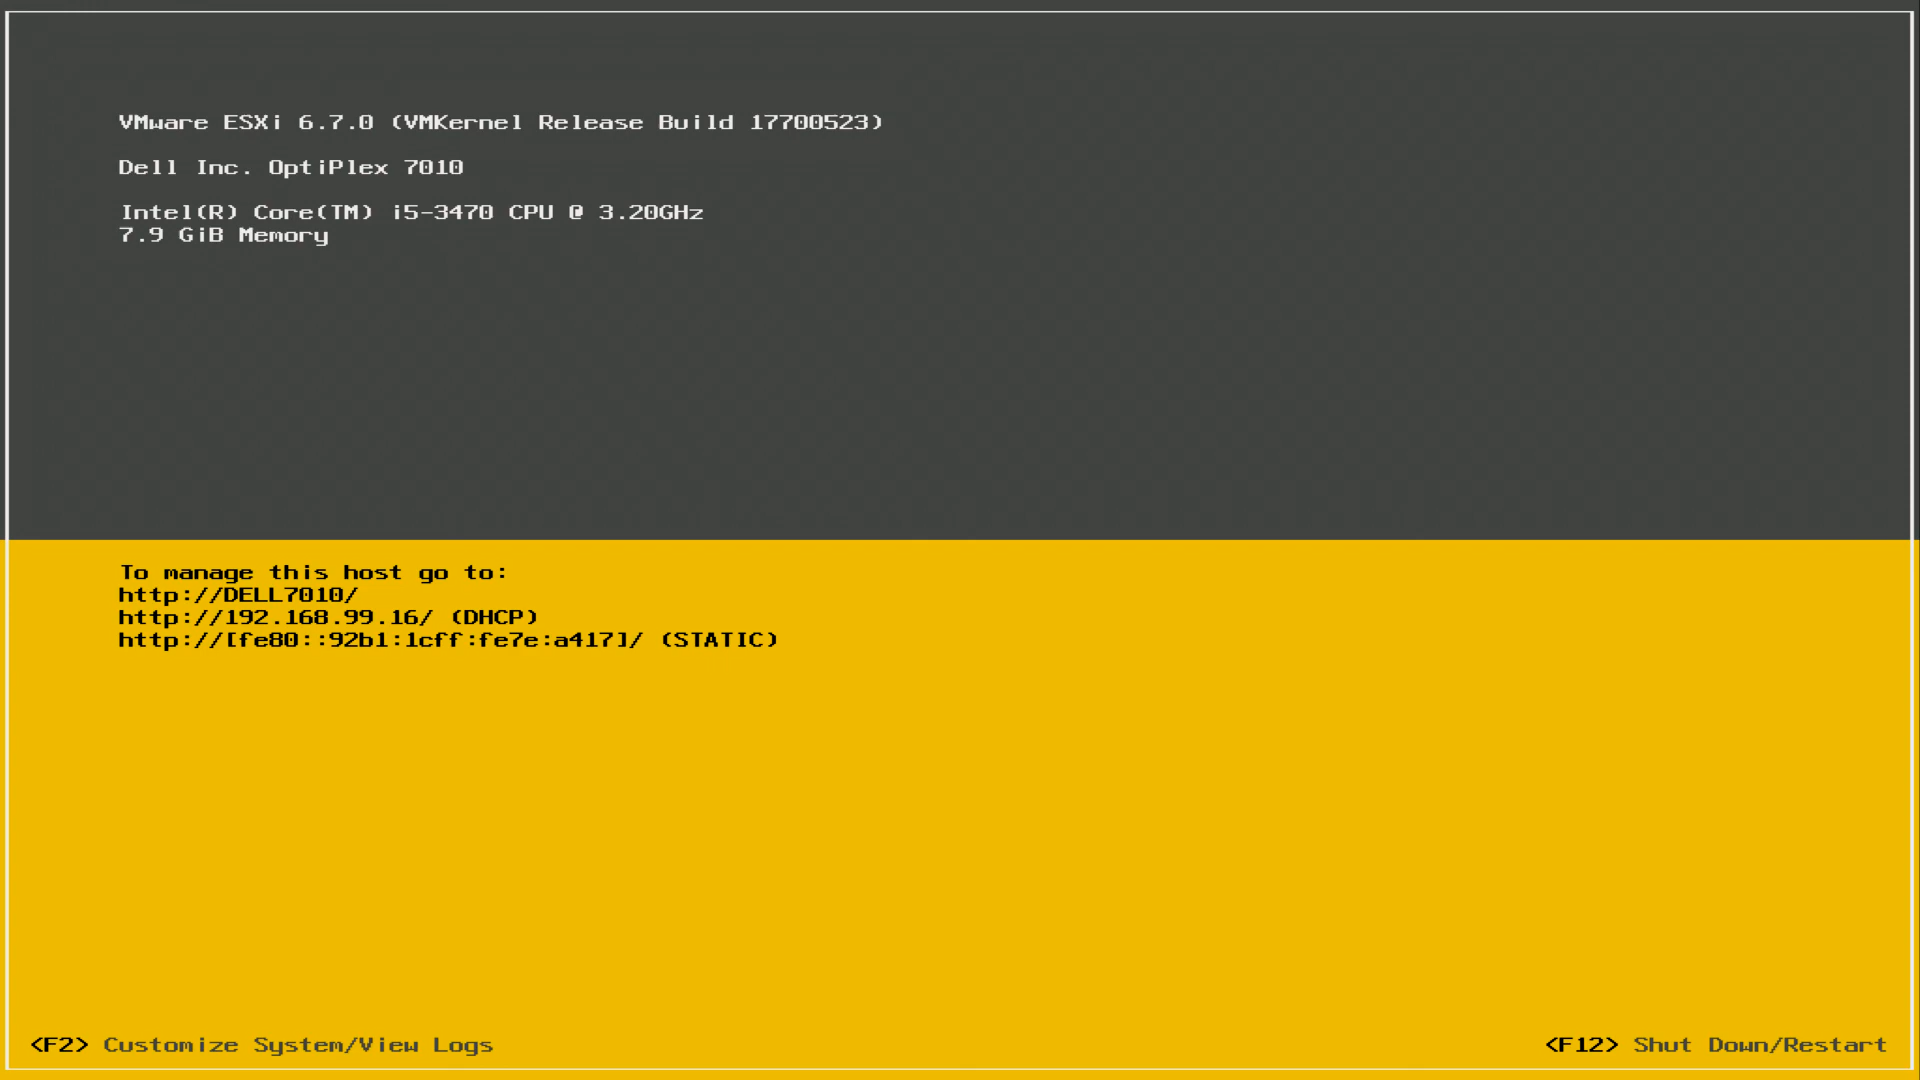 VMware ESXi 6.7.0 (VMKernel Release Build 17700523)
Dell Inc. OptiPlex 7010
Intel(R) Core(TM) i5-3470 CPU @ 3.20GHz
7.9 GiB Memory
To manage this host go to:
http://DELL7010/
http://192.168.99.16/ (DHCP)
http://[fe80::92b1:1cff:fe7e:a417]/ (STATIC)
<F2> Customize System/View Logs
<F12> Shut Down/Restart